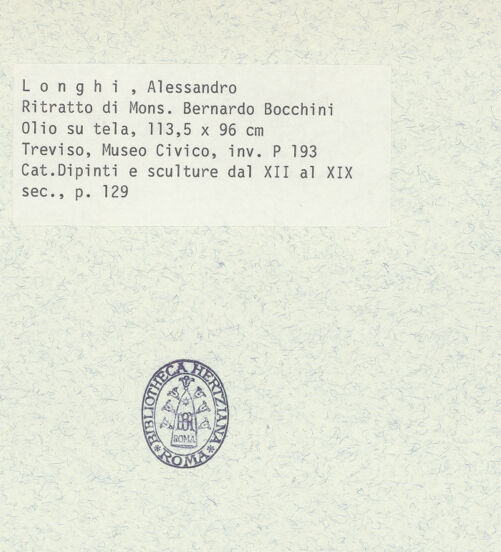 L o n g h i , Alessandro
Ritratto di Mons. Bernardo Bocchini
Olio su tela, 113,5 x 96 cm
Treviso, Museo Civico, inv. P 193
Cat.Dipinti e sculture dal XII al XIX
sec., p. 129
BIBLIOTHECA HERTZIANA
ROMA
* ROMA *